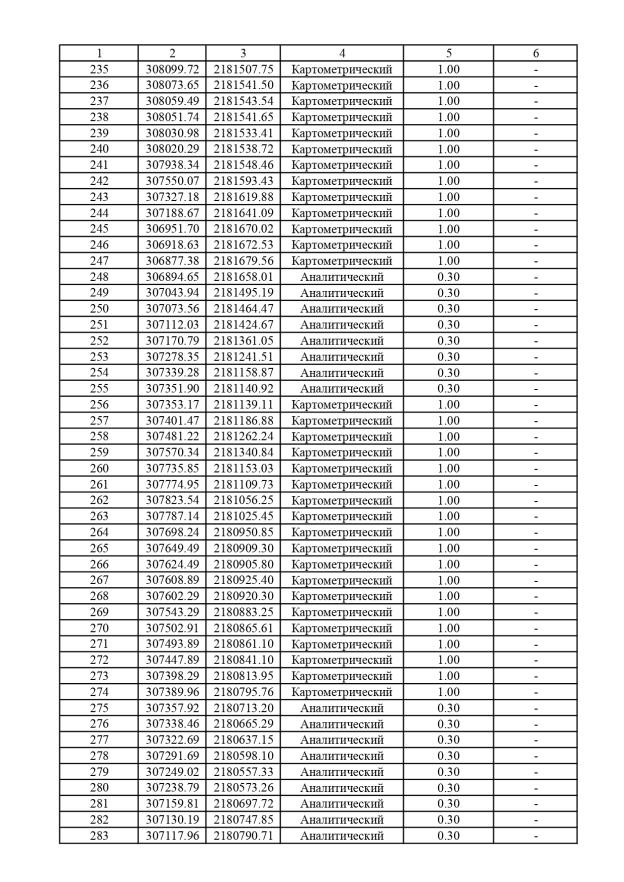 1 2 3 4 5 6
235 308099.72 2181507.75 Картометрический 1.00 -
236 308073.65 2181541.50 Картометрический 1.00 -
237 308059.49 2181543.54 Картометрический 1.00 -
238 308051.74 2181541.65 Картометрический 1.00 -
239 308030.98 2181533.41 Картометрический 1.00 -
240 308020.29 2181538.72 Картометрический 1.00 -
241 307938.34 2181548.46 Картометрический 1.00 -
242 307550.07 2181593.43 Картометрический 1.00 -
243 307327.18 2181619.88 Картометрический 1.00 -
244 307188.67 2181641.09 Картометрический 1.00 -
245 306951.70 2181670.02 Картометрический 1.00 -
246 306918.63 2181672.53 Картометрический 1.00 -
247 306877.38 2181679.56 Картометрический 1.00 -
248 306894.65 2181658.01 Аналитический 0.30 -
249 307043.94 2181495.19 Аналитический 0.30 -
250 307073.56 2181464.47 Аналитический 0.30 -
251 307112.03 2181424.67 Аналитический 0.30 -
252 307170.79 2181361.05 Аналитический 0.30 -
253 307278.35 2181241.51 Аналитический 0.30 -
254 307339.28 2181158.87 Аналитический 0.30 -
255 307351.90 2181140.92 Аналитический 0.30 -
256 307353.17 2181139.11 Картометрический 1.00 -
257 307401.47 2181186.88 Картометрический 1.00 -
258 307481.22 2181262.24 Картометрический 1.00 -
259 307570.34 2181340.84 Картометрический 1.00 -
260 307735.85 2181153.03 Картометрический 1.00 -
261 307774.95 2181109.73 Картометрический 1.00 -
262 307823.54 2181056.25 Картометрический 1.00 -
263 307787.14 2181025.45 Картометрический 1.00 -
264 307698.24 2180950.85 Картометрический 1.00 -
265 307649.49 2180909.30 Картометрический 1.00 -
266 307624.49 2180905.80 Картометрический 1.00 -
267 307608.89 2180925.40 Картометрический 1.00 -
268 307602.29 2180920.30 Картометрический 1.00 -
269 307543.29 2180883.25 Картометрический 1.00 -
270 307502.91 2180865.61 Картометрический 1.00 -
271 307493.89 2180861.10 Картометрический 1.00 -
272 307447.89 2180841.10 Картометрический 1.00 -
273 307398.29 2180813.95 Картометрический 1.00 -
274 307389.96 2180795.76 Картометрический 1.00 -
275 307357.92 2180713.20 Аналитический 0.30 -
276 307338.46 2180665.29 Аналитический 0.30 -
277 307322.69 2180637.15 Аналитический 0.30 -
278 307291.69 2180598.10 Аналитический 0.30 -
279 307249.02 2180557.33 Аналитический 0.30 -
280 307238.79 2180573.26 Аналитический 0.30 -
281 307159.81 2180697.72 Аналитический 0.30 -
282 307130.19 2180747.85 Аналитический 0.30 -
283 307117.96 2180790.71 Аналитический 0.30 -